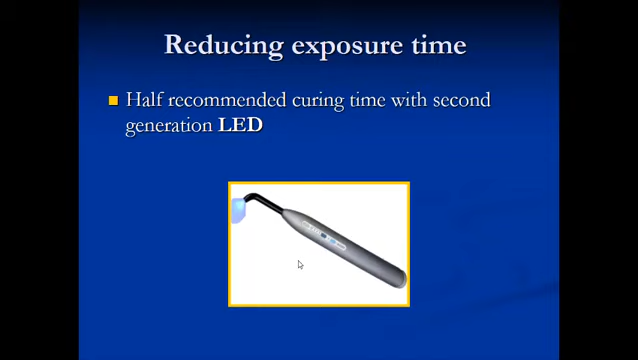 Reducing exposure time
Half recommended curing time with second
generation LED